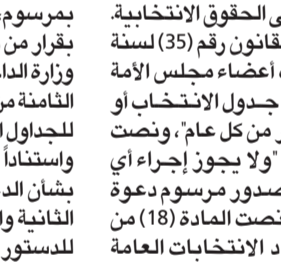 ى الحقوق الانتخابية.
قانون رقم (35) لسنة
أعضاء مجلس الأمة
جدول الانتخاب أو
من كل عام"، ونصت
"ولا يجوز إجراء أي
صدور مرسوم دعوة
نصت المادة (18) من
د الانتخابات العامة
بمرسوم،
بقرار من
وزارة الدا
الثامنة مر
للجداول ا
واستناداً
بشأن الد
الثانية وا
للدستور